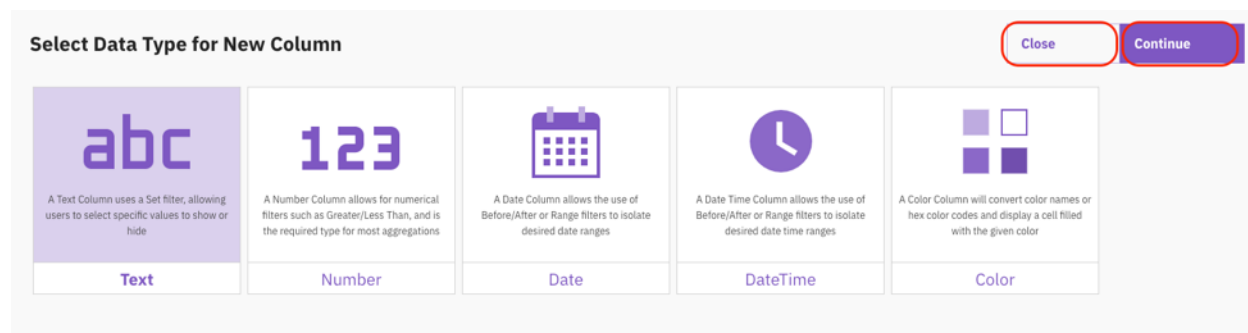 Select Data Type for New Column
Close
Continue
abc
A Text Column uses a Set filter, allowing
users to select specific values to show or
hide
Text
123
A Number Column allows for numerical
filters such as Greater/Less Than, and is
the required type for most aggregations
Number
A Date Column allows the use of
Before/After or Range filters to isolate
desired date ranges
Date
A Date Time Column allows the use of
Before/After or Range filters to isolate
desired date time ranges
DateTime
A Color Column will convert color names or
hex color codes and display a cell filled
with the given color
Color